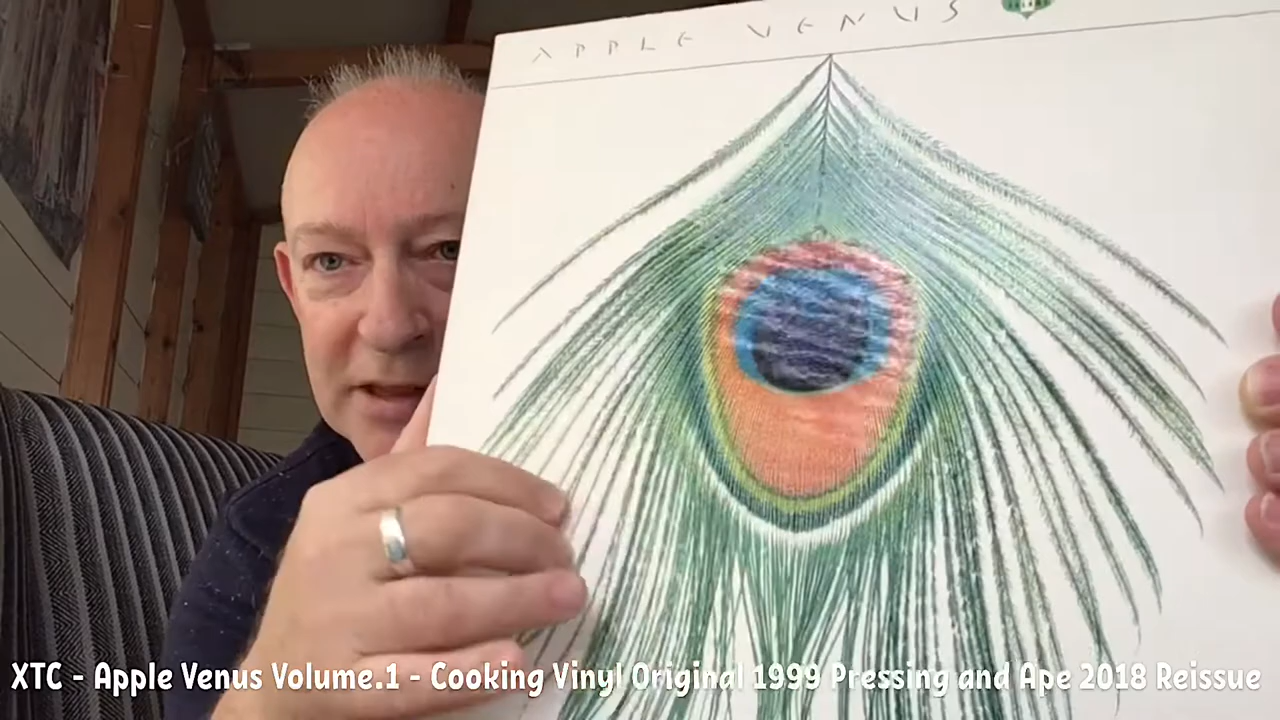 APPLE VENUS
XTC - Apple Venus Volume.1 - Cooking Vinyl Original 1999 Pressing and Ape 2018 Reissue